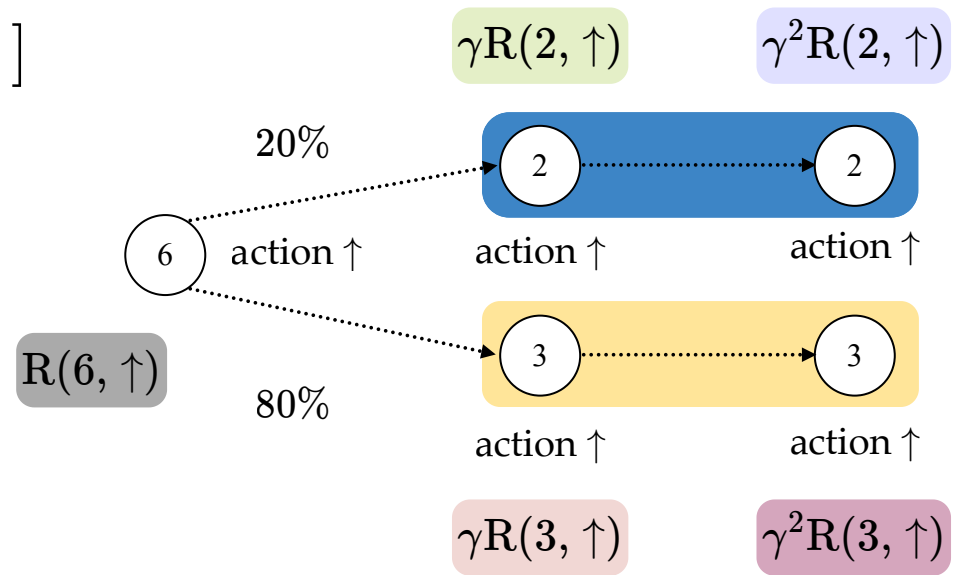 ]
γR(2, ↑) γ²R(2, ↑)
20%
2 2
6 action ↑ action ↑ action ↑
3 3
R(6, ↑)
80%
action ↑ action ↑
γR(3, ↑) γ²R(3, ↑)